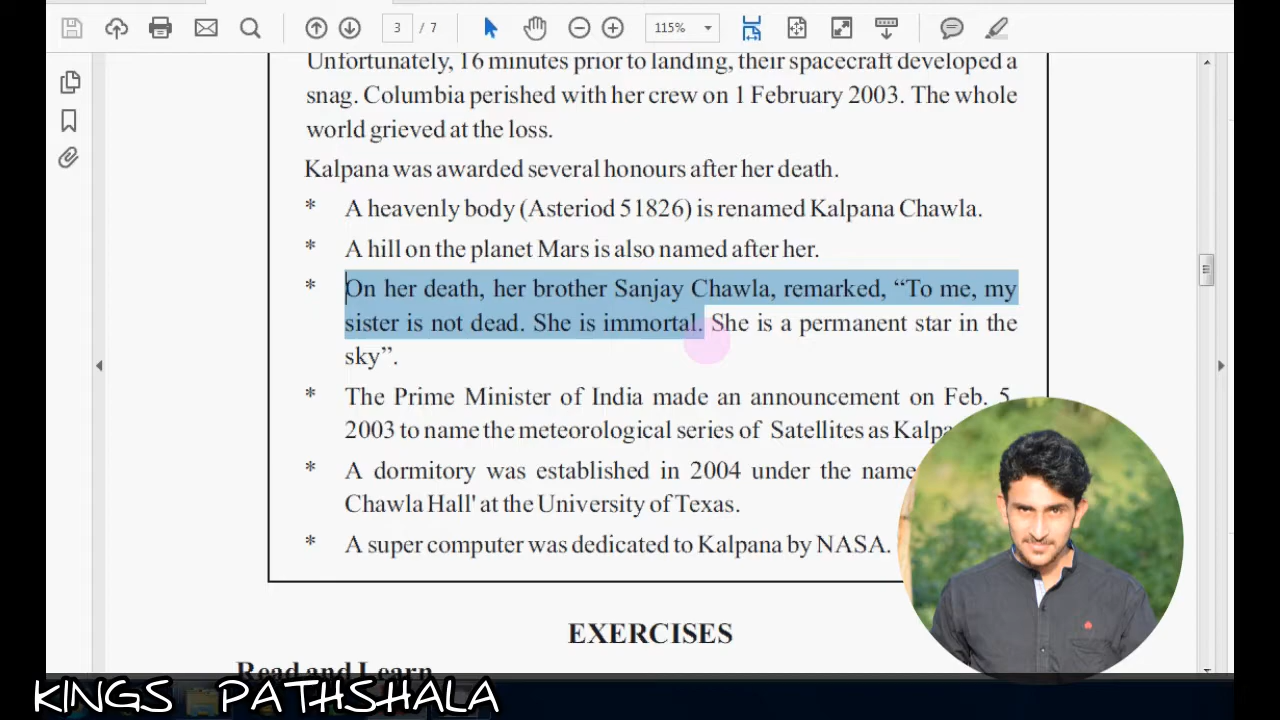 3 / 7
115%
Unfortunately, 16 minutes prior to landing, their spacecraft developed a
snag. Columbia perished with her crew on 1 February 2003. The whole
world grieved at the loss.
Kalpana was awarded several honours after her death.
* A heavenly body (Asteriod 51826) is renamed Kalpana Chawla.
* A hill on the planet Mars is also named after her.
* On her death, her brother Sanjay Chawla, remarked, “To me, my
sister is not dead. She is immortal. She is a permanent star in the
sky”.
* The Prime Minister of India made an announcement on Feb. 5,
2003 to name the meteorological series of Satellites as
* A dormitory was established in 2004 under the name
Chawla Hall' at the University of Texas.
* A super computer was dedicated to Kalpana by NASA.
EXERCISES
Read and Learn
KINGS PATHSHALA